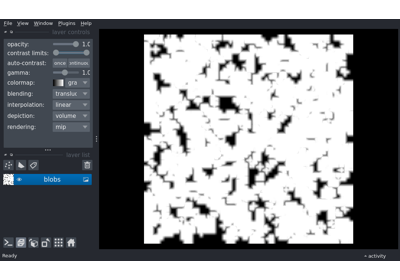 File View Window Plugins Help
layer controls
opacity: 1.0
contrast limits:
auto-contrast: once
gamma: 1.0
colormap: gra
blending: transluc
interpolation: linear
depiction: volume
rendering: mip
layer list
blobs
Ready
activity